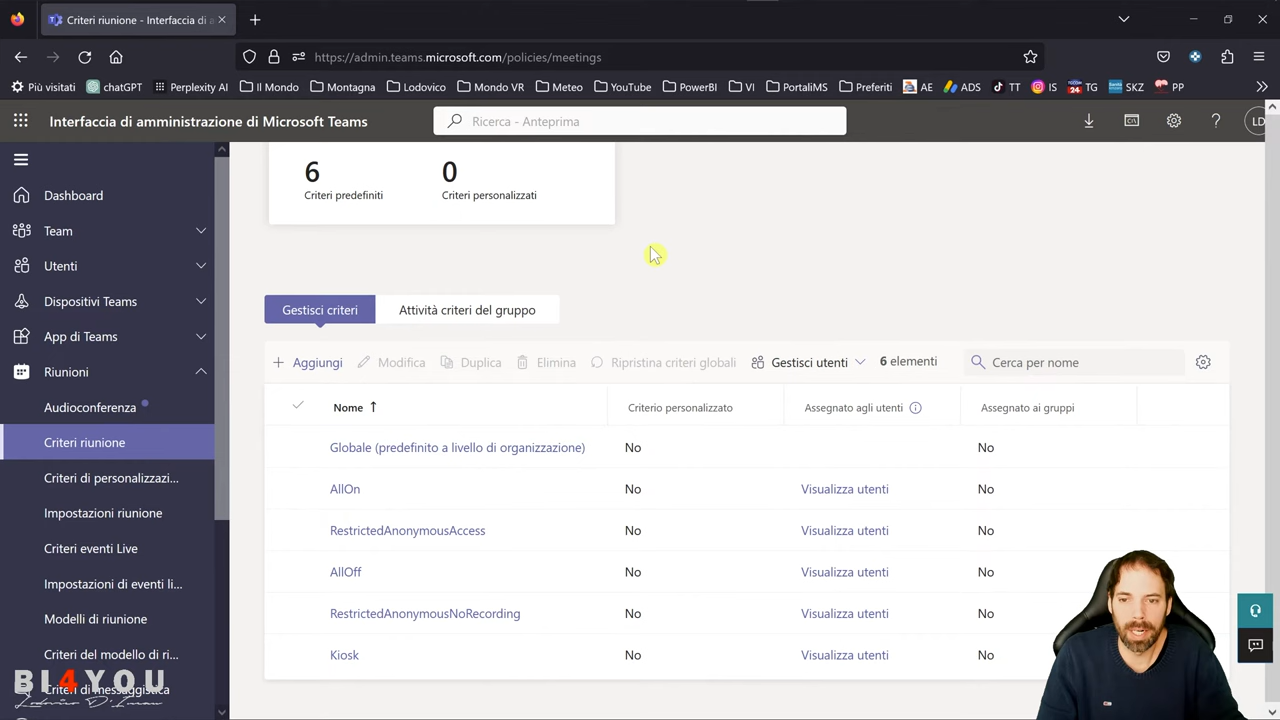 Criteri riunione - Interfaccia di a
https://admin.teams.microsoft.com/policies/meetings
Più visitati chatGPT Perplexity AI Il Mondo Montagna Lodovico Mondo VR Meteo YouTube PowerBI VI PortaliMS Preferiti AE ADS TT IS TG SKZ PP
Interfaccia di amministrazione di Microsoft Teams
Ricerca - Anteprima
LD
Dashboard
Team
Utenti
Dispositivi Teams
App di Teams
Riunioni
Audioconferenza
Criteri riunione
Criteri di personalizzazi...
Impostazioni riunione
Criteri eventi Live
Impostazioni di eventi li...
Modelli di riunione
Criteri del modello di ri...
Criteri di messaggistica
BI4YOU
6 0
Criteri predefiniti Criteri personalizzati
Gestisci criteri Attività criteri del gruppo
Aggiungi Modifica Duplica Elimina Ripristina criteri globali Gestisci utenti 6 elementi Cerca per nome
Nome ↑ Criterio personalizzato Assegnato agli utenti Assegnato ai gruppi
Globale (predefinito a livello di organizzazione) No No
AllOn No Visualizza utenti No
RestrictedAnonymousAccess No Visualizza utenti No
AllOff No Visualizza utenti No
RestrictedAnonymousNoRecording No Visualizza utenti No
Kiosk No Visualizza utenti No